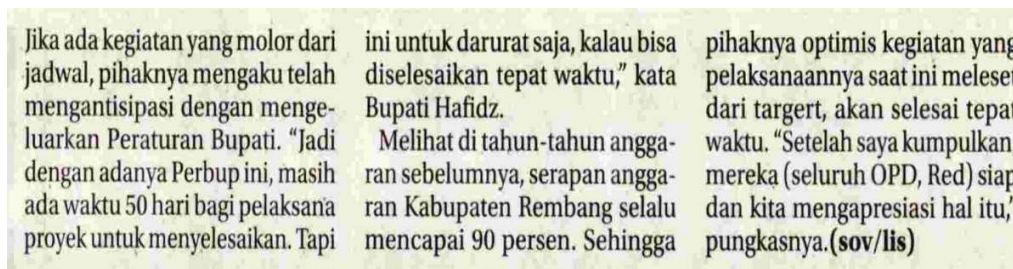 Jika ada kegiatan yang molor dari
jadwal, pihaknya mengaku telah
mengantisipasi dengan menge-
luarkan Peraturan Bupati. “Jadi
dengan adanya Perbup ini, masih
ada waktu 50 hari bagi pelaksana
proyek untuk menyelesaikan. Tapi
ini untuk darurat saja, kalau bisa
diselesaikan tepat waktu,” kata
Bupati Hafidz.
Melihat di tahun-tahun angga-
ran sebelumnya, serapan angga-
ran Kabupaten Rembang selalu
mencapai 90 persen. Sehingga
pihaknya optimis kegiatan yang
pelaksanaannya saat ini meleset
dari targert, akan selesai tepat
waktu. “Setelah saya kumpulkan,
mereka (seluruh OPD, Red) siap
dan kita mengapresiasi hal itu,”
pungkasnya.(sov/lis)